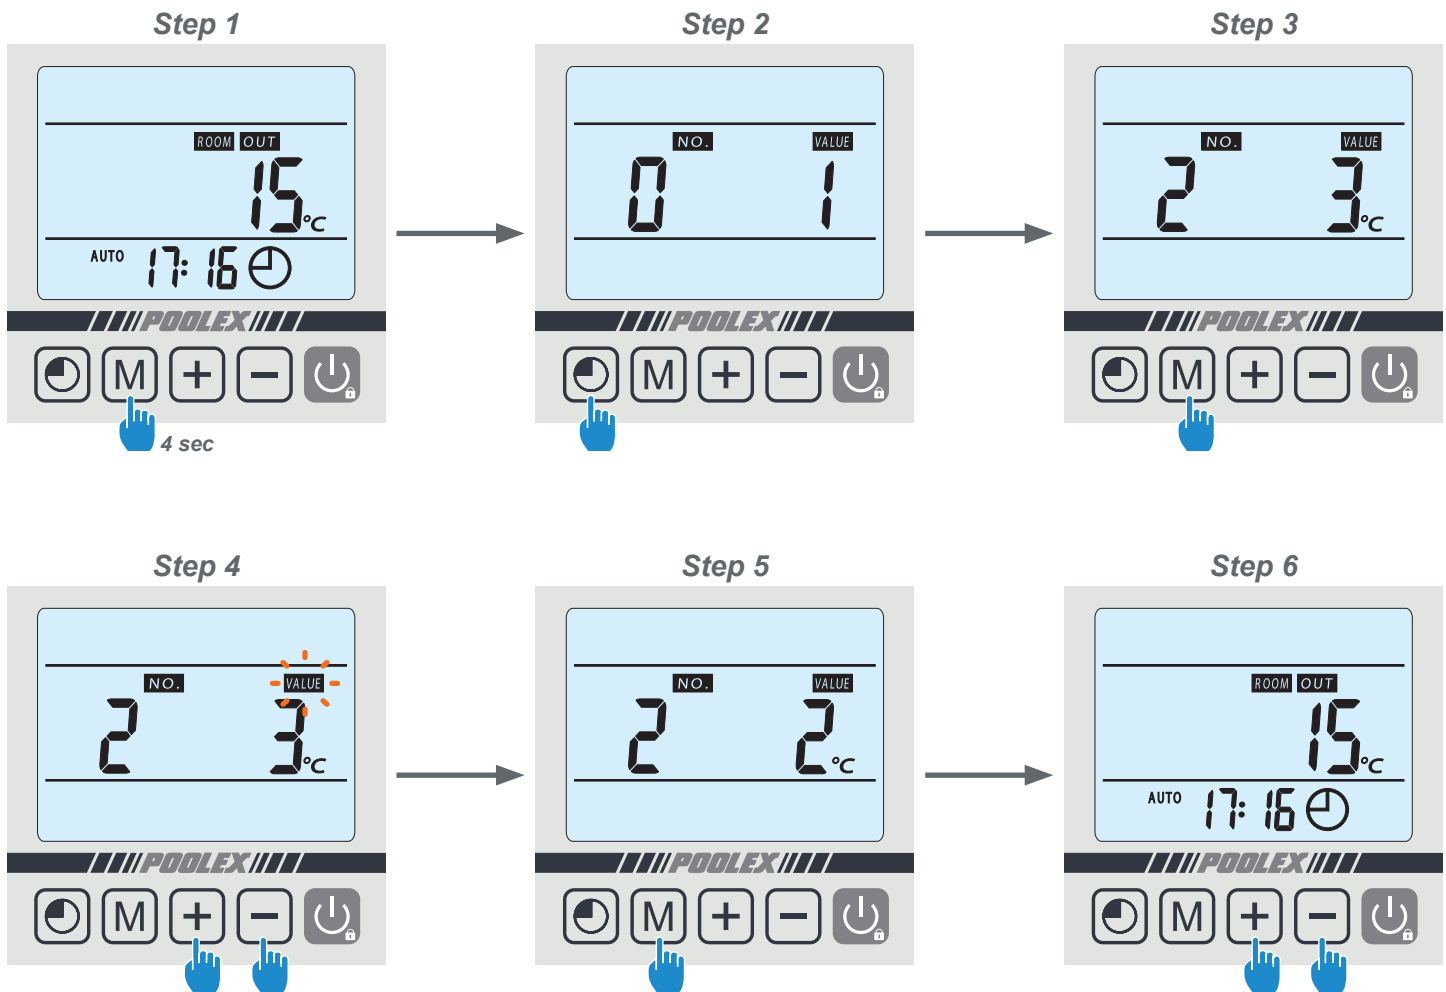 Step 1
Step 2
Step 3
ROOM OUT
15 °C
AUTO 17:16
POOLEX
M + −
4 sec
NO. VALUE
0 1
POOLEX
M + −
NO. VALUE
2 3 °C
POOLEX
M + −
Step 4
Step 5
Step 6
NO. VALUE
2 3 °C
POOLEX
M + −
NO. VALUE
2 2 °C
POOLEX
M + −
ROOM OUT
15 °C
AUTO 17:16
POOLEX
M + −